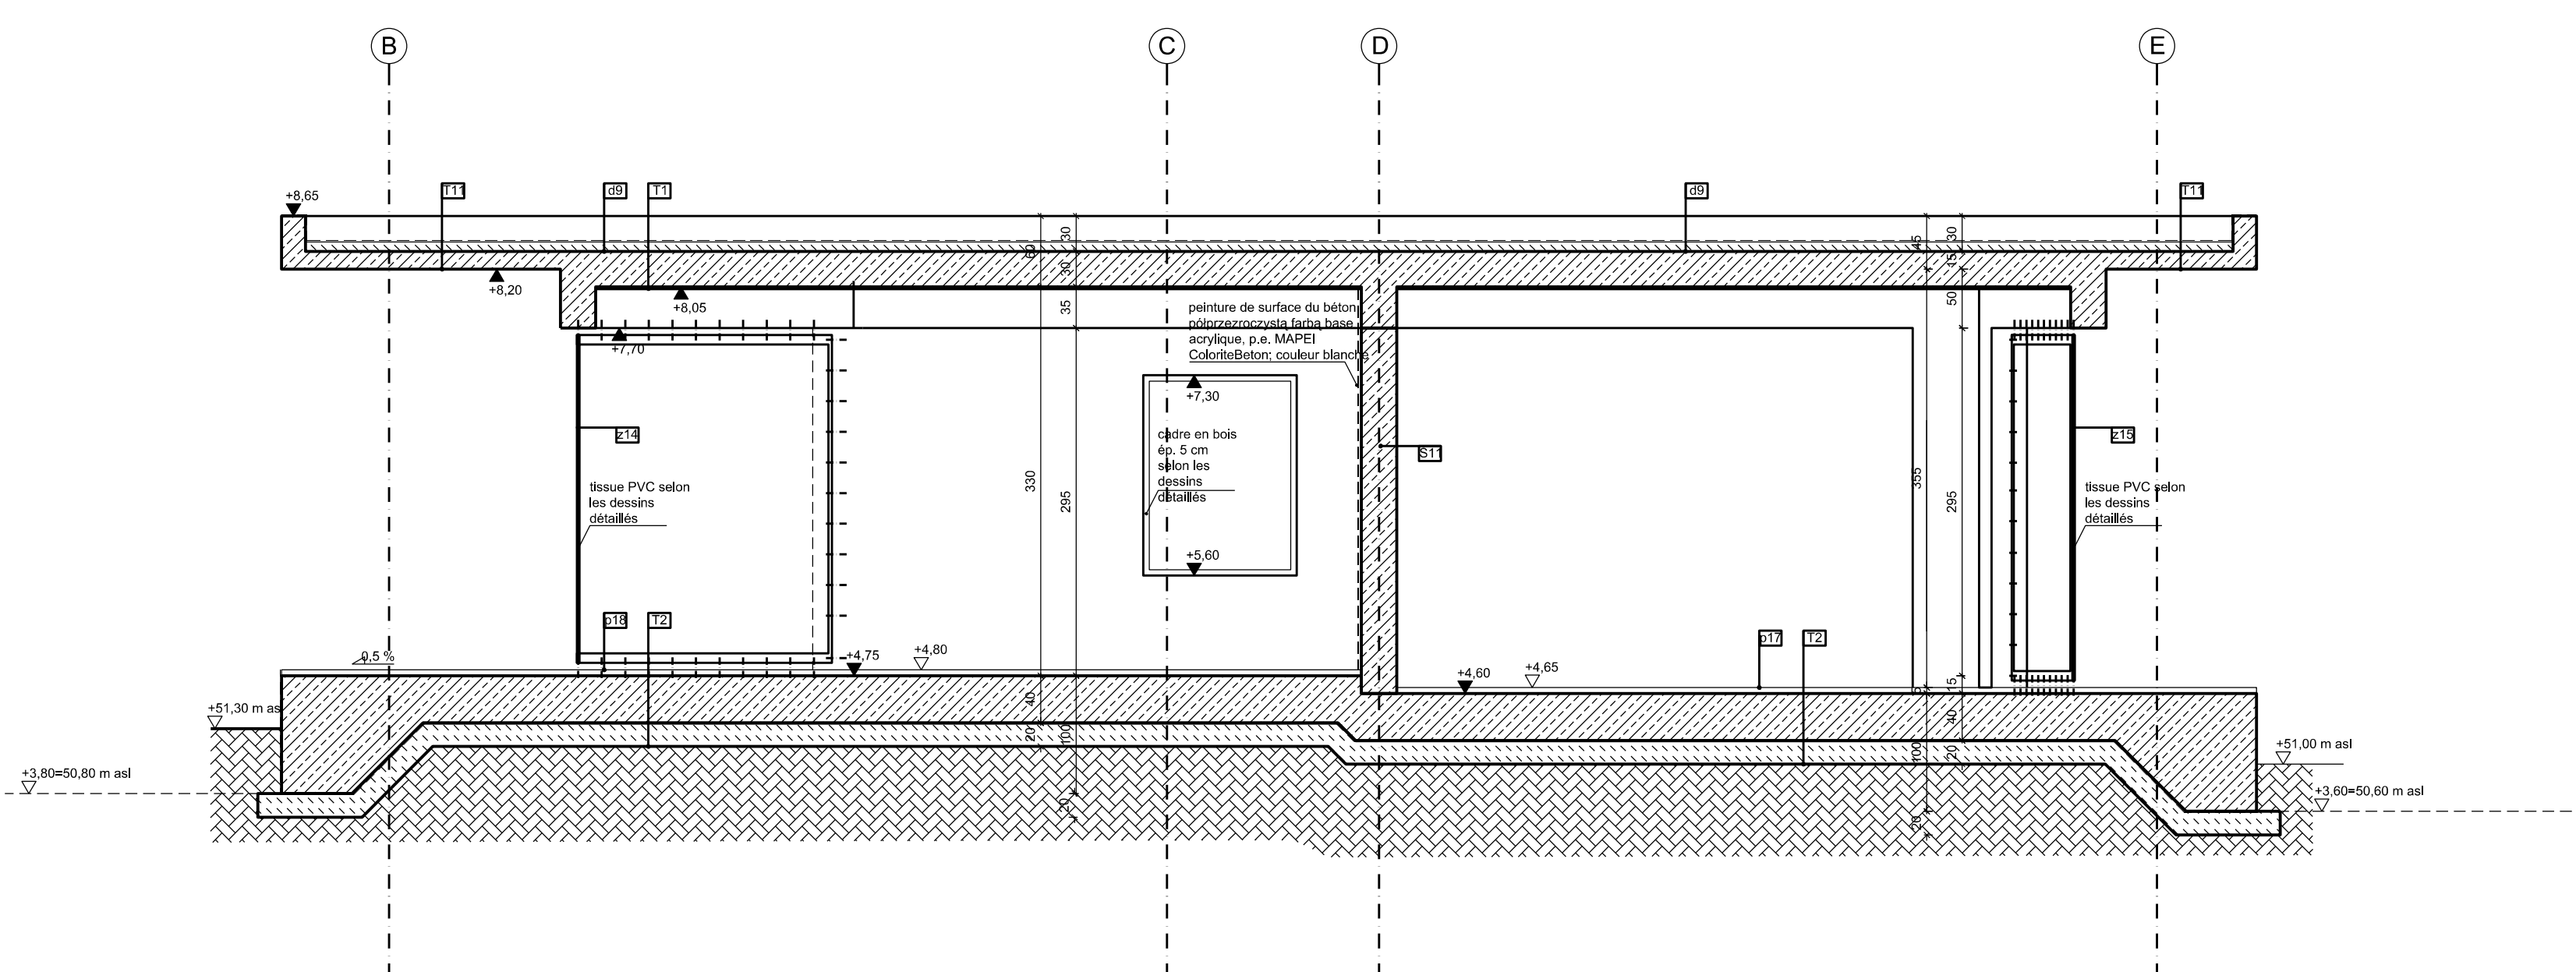 B
C
D
E
T11
d9
T1
d9
T11
+8,65
+8,20
+8,05
+7,70
60
30
30
35
45
30
15
50
peinture de surface du béton
półprzezroczystą farbą base
acrylique, p.e. MAPEI
ColoriteBeton; couleur blanche
+7,30
cadre en bois
ép. 5 cm
selon les
dessins
détaillés
+5,60
z14
tissue PVC selon
les dessins
détaillés
330
295
S11
355
295
z15
tissue PVC selon
les dessins
détaillés
p18
T2
p17
T2
0,5 %
+4,75
+4,80
+4,60
+4,65
40
20
100
20
5
15
40
20
100
20
+51,30 m as
+3,80=50,80 m asl
+51,00 m asl
+3,60=50,60 m asl